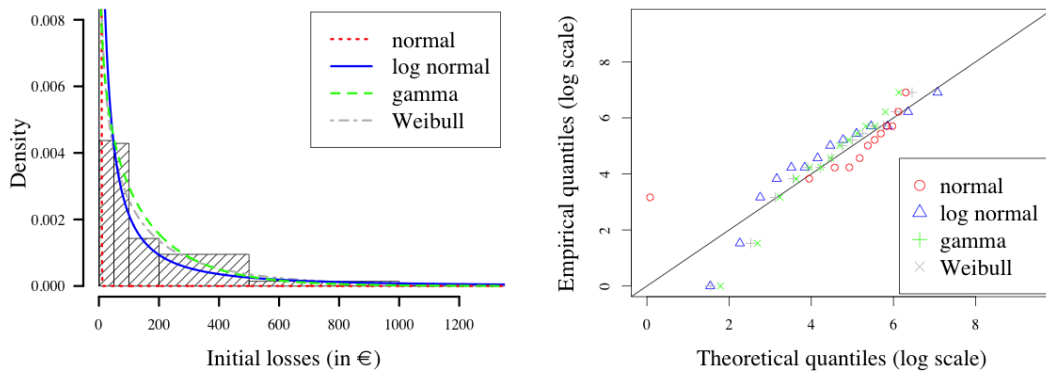 0.008
0.006
0.004
0.002
0.000
Density
0
200
400
600
800
1000
1200
Initial losses (in €)
normal
log normal
gamma
Weibull
8
6
4
2
0
Empirical quantiles (log scale)
0
2
4
6
8
Theoretical quantiles (log scale)
normal
log normal
gamma
Weibull